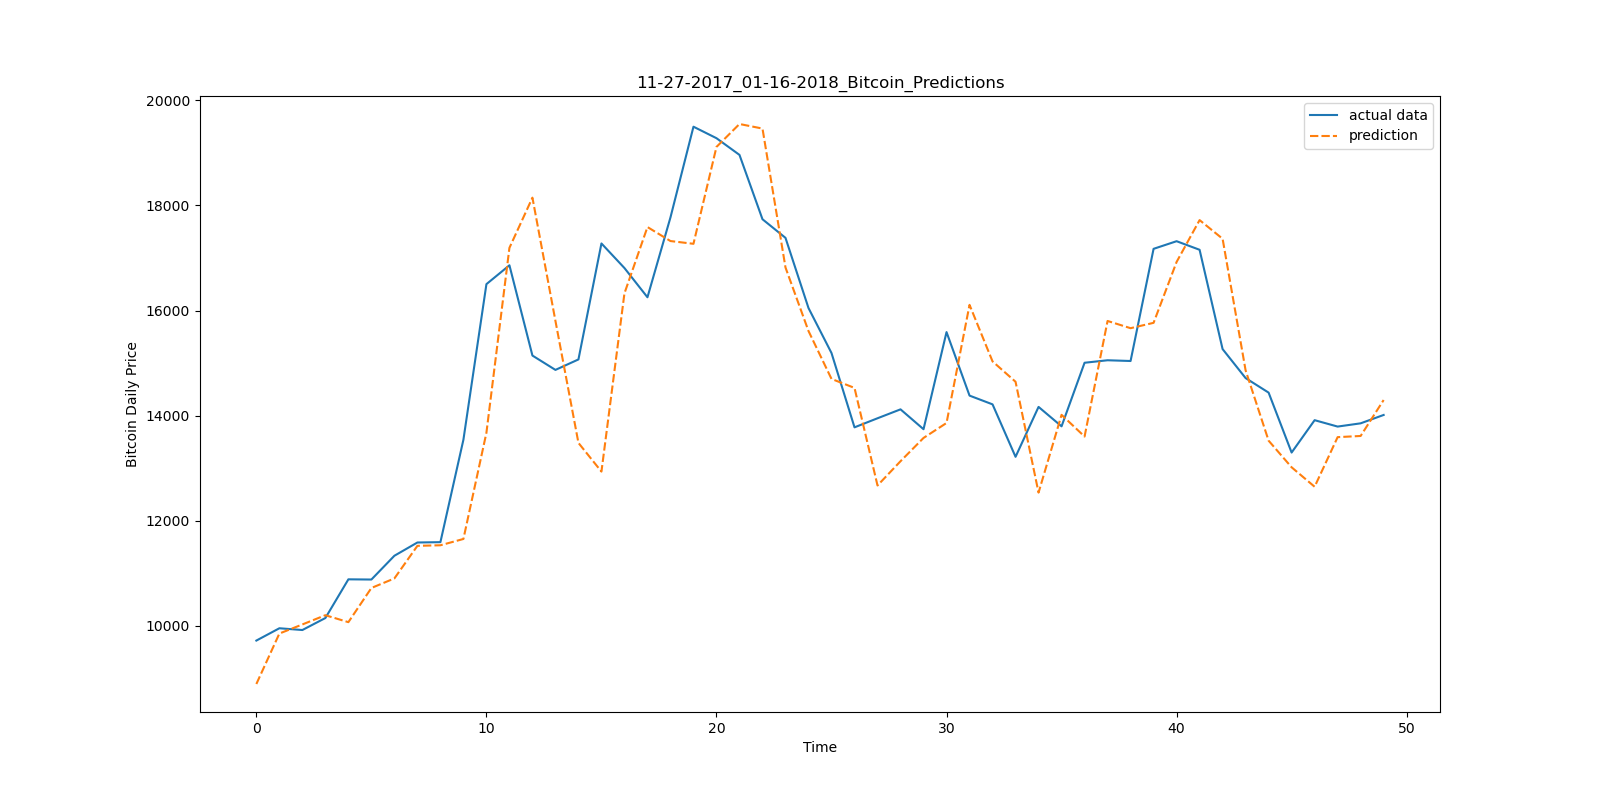 11-27-2017_01-16-2018_Bitcoin_Predictions
20000
18000
16000
14000
12000
10000
Bitcoin Daily Price
actual data
prediction
0 10 20 30 40 50
Time